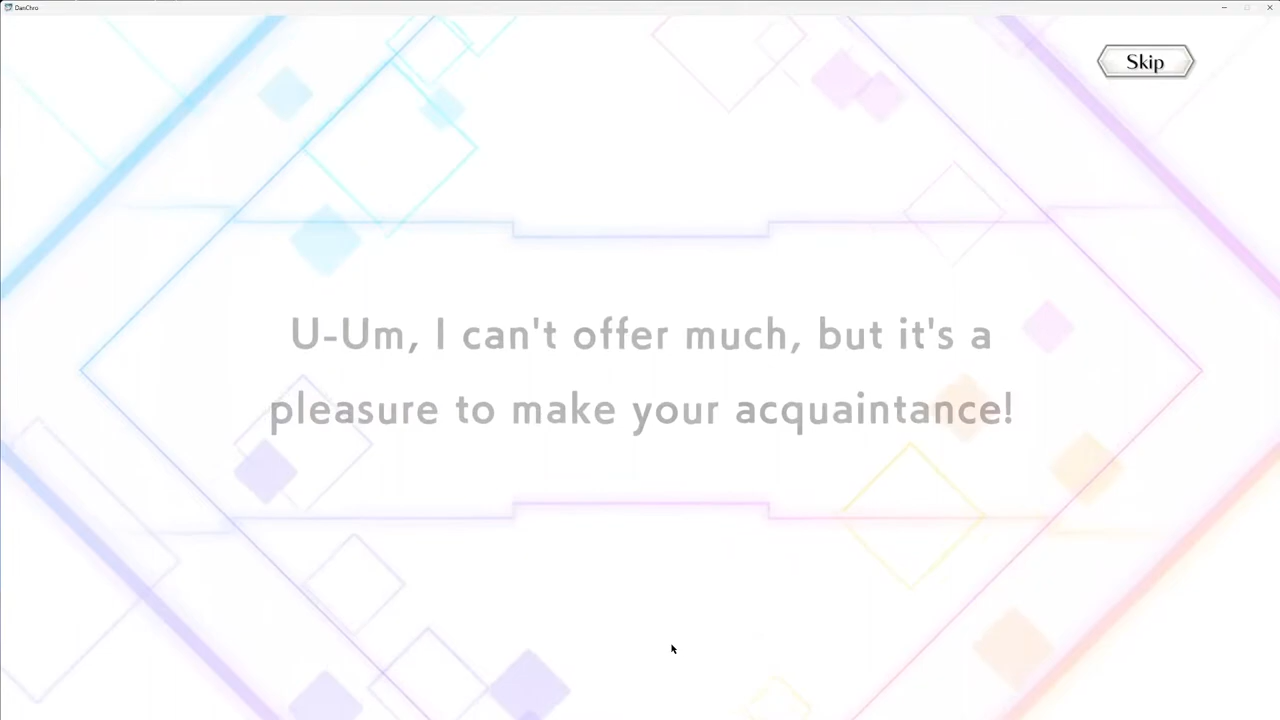 DanChro
Skip
U-Um, I can't offer much, but it's a
pleasure to make your acquaintance!